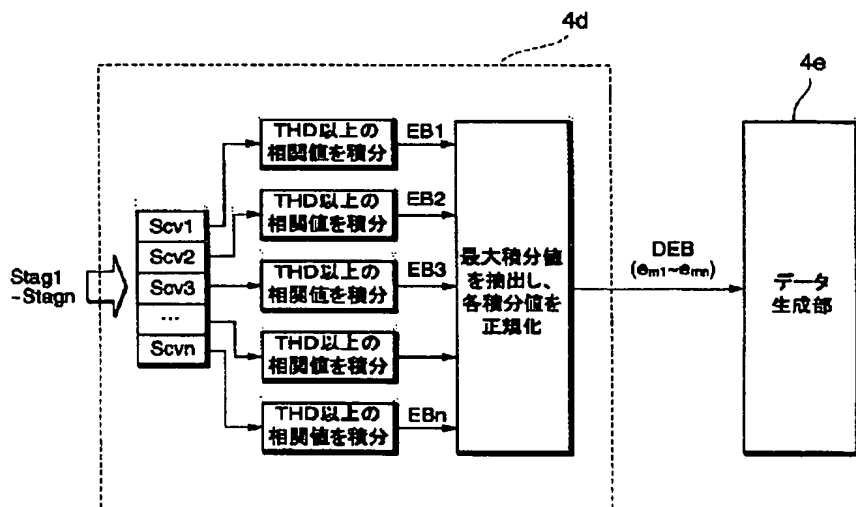 4d
4e
THD以上の
相関値を積分
EB1
THD以上の
相関値を積分
EB2
THD以上の
相関値を積分
EB3
THD以上の
相関値を積分
THD以上の
相関値を積分
EBn
Stag1
~Stagn
Scv1
Scv2
Scv3
...
Scvn
最大積分値
を抽出し、
各積分値を
正規化
DEB
(em1~emn)
データ
生成部